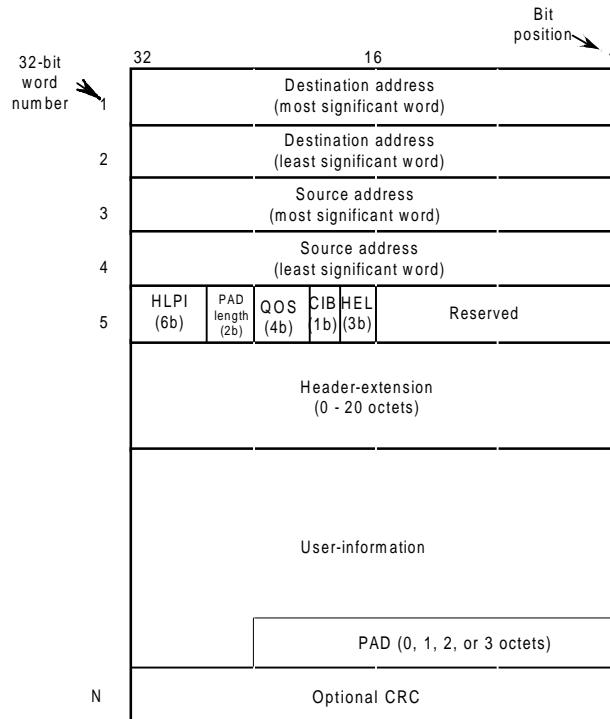 Bit
position
32
16
32-bit
word
number
1
Destination address
(most significant word)
2
Destination address
(least significant word)
3
Source address
(most significant word)
4
Source address
(least significant word)
5
HLPI
(6b)
PAD
length
(2b)
QOS
(4b)
CIB
(1b)
HEL
(3b)
Reserved
Header-extension
(0 - 20 octets)
User-information
PAD (0, 1, 2, or 3 octets)
N
Optional CRC